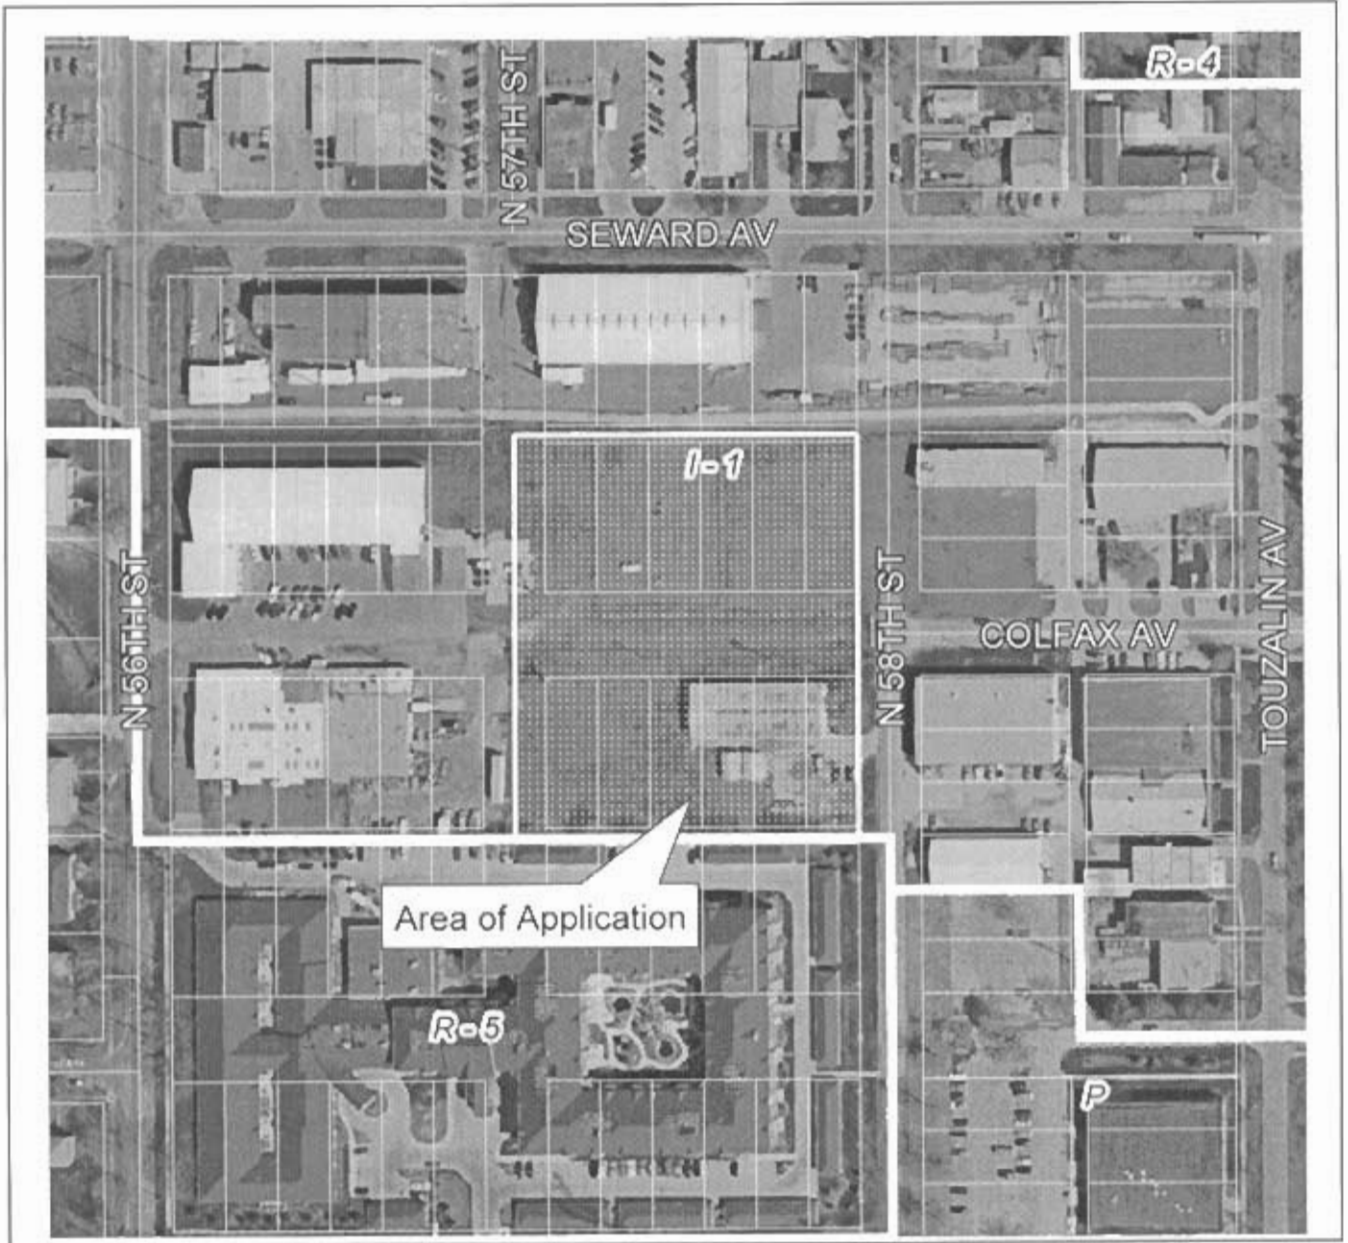 R-4
N 57TH ST
SEWARD AV
I-1
N 56TH ST
N 58TH ST
COLFAX AV
TOUZALIN AV
Area of Application
R-5
P